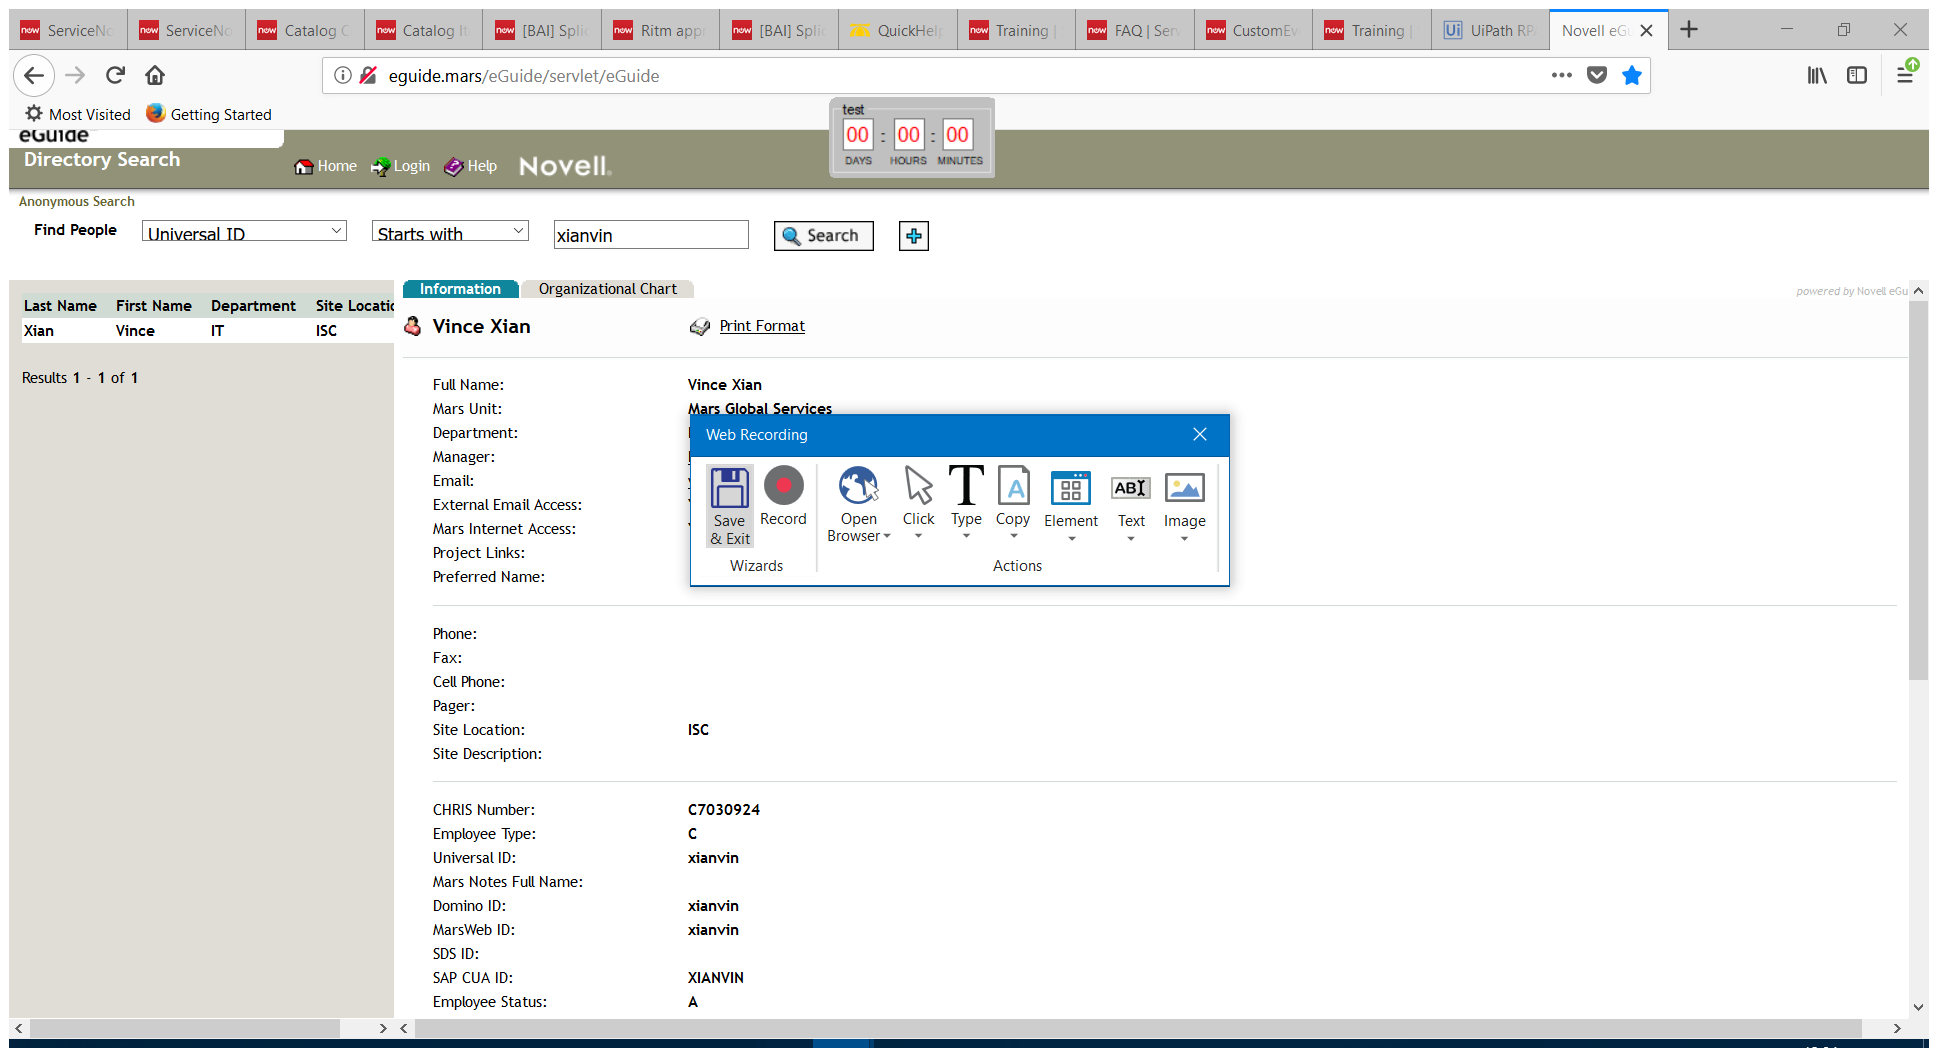 ServiceNo ServiceNo Catalog C Catalog It [BAI] Splic Ritm appr [BAI] Splic QuickHelp Training | FAQ | Serv CustomEv Training | UiPath RPA Novell eGu
eguide.mars/eGuide/servlet/eGuide
Most Visited Getting Started
test
00 : 00 : 00
DAYS HOURS MINUTES
eGuide
Directory Search
Home Login Help Novell.
Anonymous Search
Find People Universal ID Starts with xianvin Search
Information Organizational Chart
powered by Novell eGu
Last Name First Name Department Site Locatio
Xian Vince IT ISC
Results 1 - 1 of 1
Vince Xian Print Format
Full Name: Vince Xian
Mars Unit: Mars Global Services
Department:
Manager:
Email:
External Email Access:
Mars Internet Access:
Project Links:
Preferred Name:
Web Recording
Save & Exit
Record
Open Browser
Click
Type
Copy
Element
Text
Image
Wizards
Actions
Phone:
Fax:
Cell Phone:
Pager:
Site Location: ISC
Site Description:
CHRIS Number: C7030924
Employee Type: C
Universal ID: xianvin
Mars Notes Full Name:
Domino ID: xianvin
MarsWeb ID: xianvin
SDS ID:
SAP CUA ID: XIANVIN
Employee Status: A